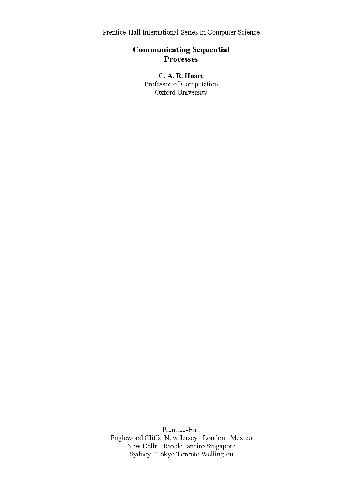 Prentice Hall International Series in Computer Science
Communicating Sequential
Processes
C. A. R. Hoare
Professor of Computation
Oxford University
Prentice-Hall
Englewood Cliffs New Jersey London Mexico
New Delhi Rio de Janeiro Singapore
Sydney Tokyo Toronto Wellington